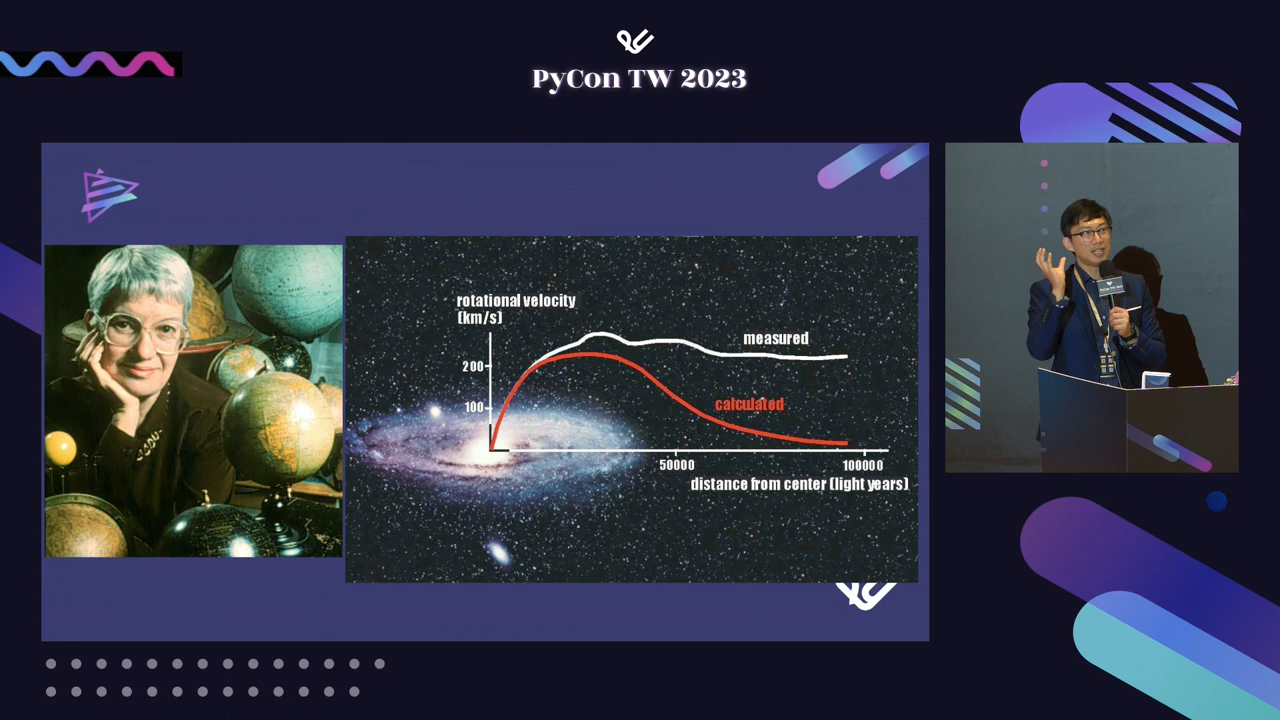 PyCon TW 2023
rotational velocity
(km/s)
measured
200
calculated
100
50000
100000
distance from center (light years)